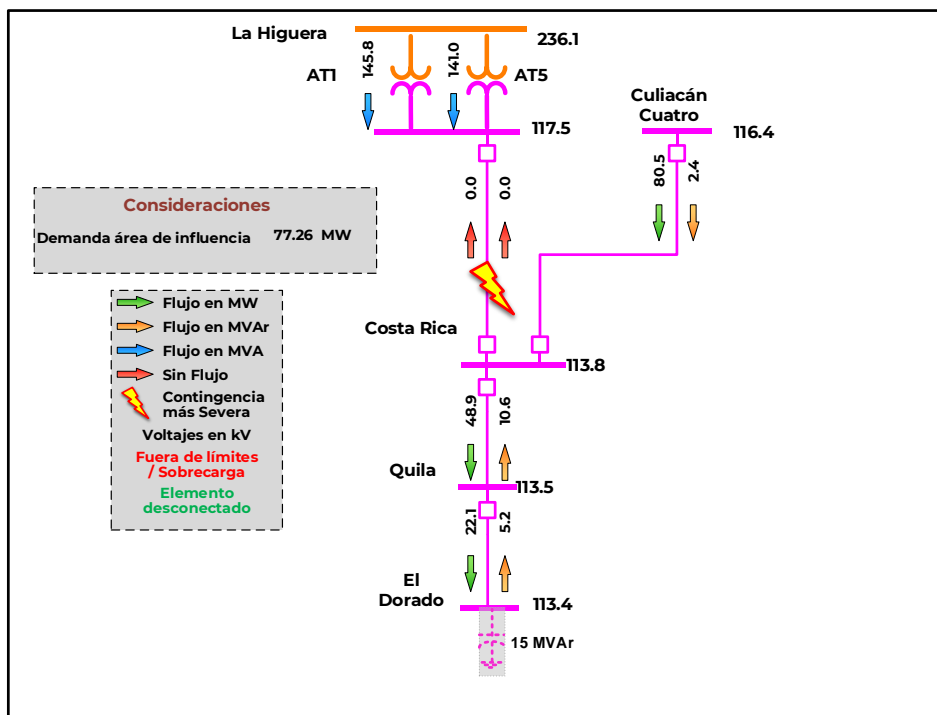 La Higuera
236.1
AT1
145.8
141.0
AT5
117.5
Culiacán
Cuatro
116.4
80.5
2.4
0.0
0.0
Consideraciones
Demanda área de influencia 77.26 MW
Flujo en MW
Flujo en MVAr
Flujo en MVA
Sin Flujo
Contingencia
más Severa
Voltajes en kV
Fuera de límites
/ Sobrecarga
Elemento
desconectado
Costa Rica
113.8
48.9
10.6
Quila
113.5
22.1
5.2
El
Dorado
113.4
15 MVAr